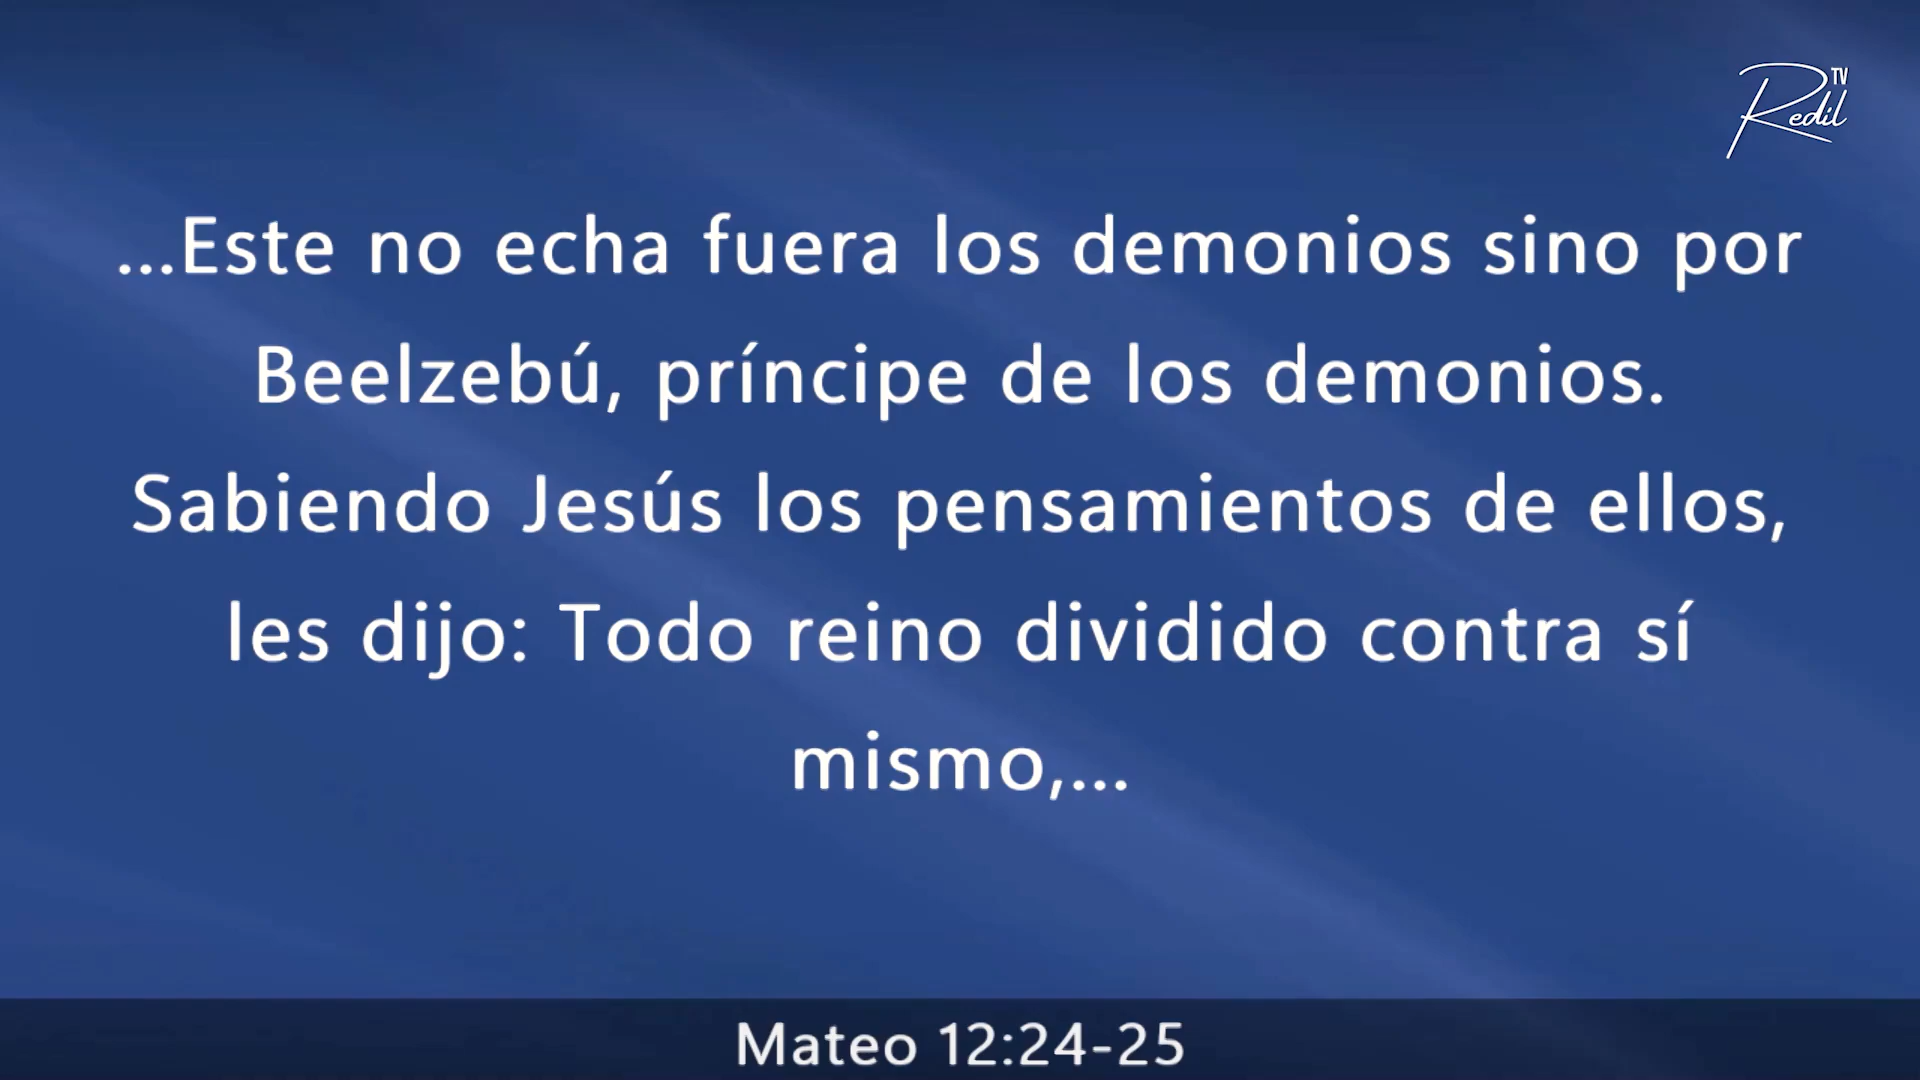 Redil TV
...Este no echa fuera los demonios sino por
Beelzebú, príncipe de los demonios.
Sabiendo Jesús los pensamientos de ellos,
les dijo: Todo reino dividido contra sí
mismo,...
Mateo 12:24-25